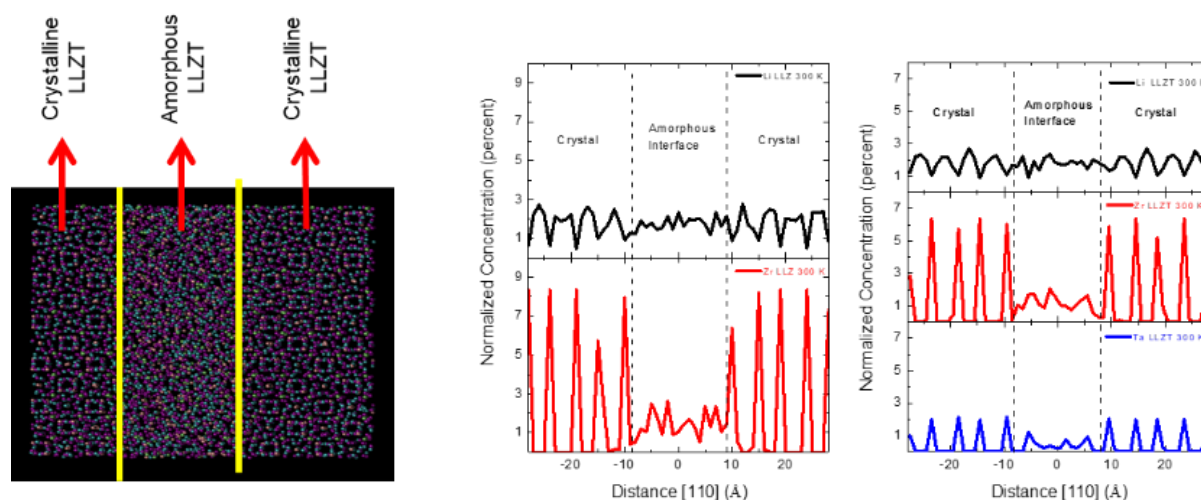 Crystalline
LLZT
Amorphous
LLZT
Crystalline
LLZT
Normalized Concentration (percent)
9
7
5
3
1
Li LLZ 300 K
Crystal
Amorphous
Interface
Crystal
7
5
3
1
Zr LLZ 300 K
-20
-10
0
10
20
Distance [110] (Å)
Normalized Concentration (percent)
7
5
3
1
Li LLZT 300 K
Crystal
Amorphous
Interface
Crystal
7
5
3
1
Zr LLZT 300 K
7
5
3
1
Ta LLZT 300 K
-20
-10
0
10
20
Distance [110] (Å)